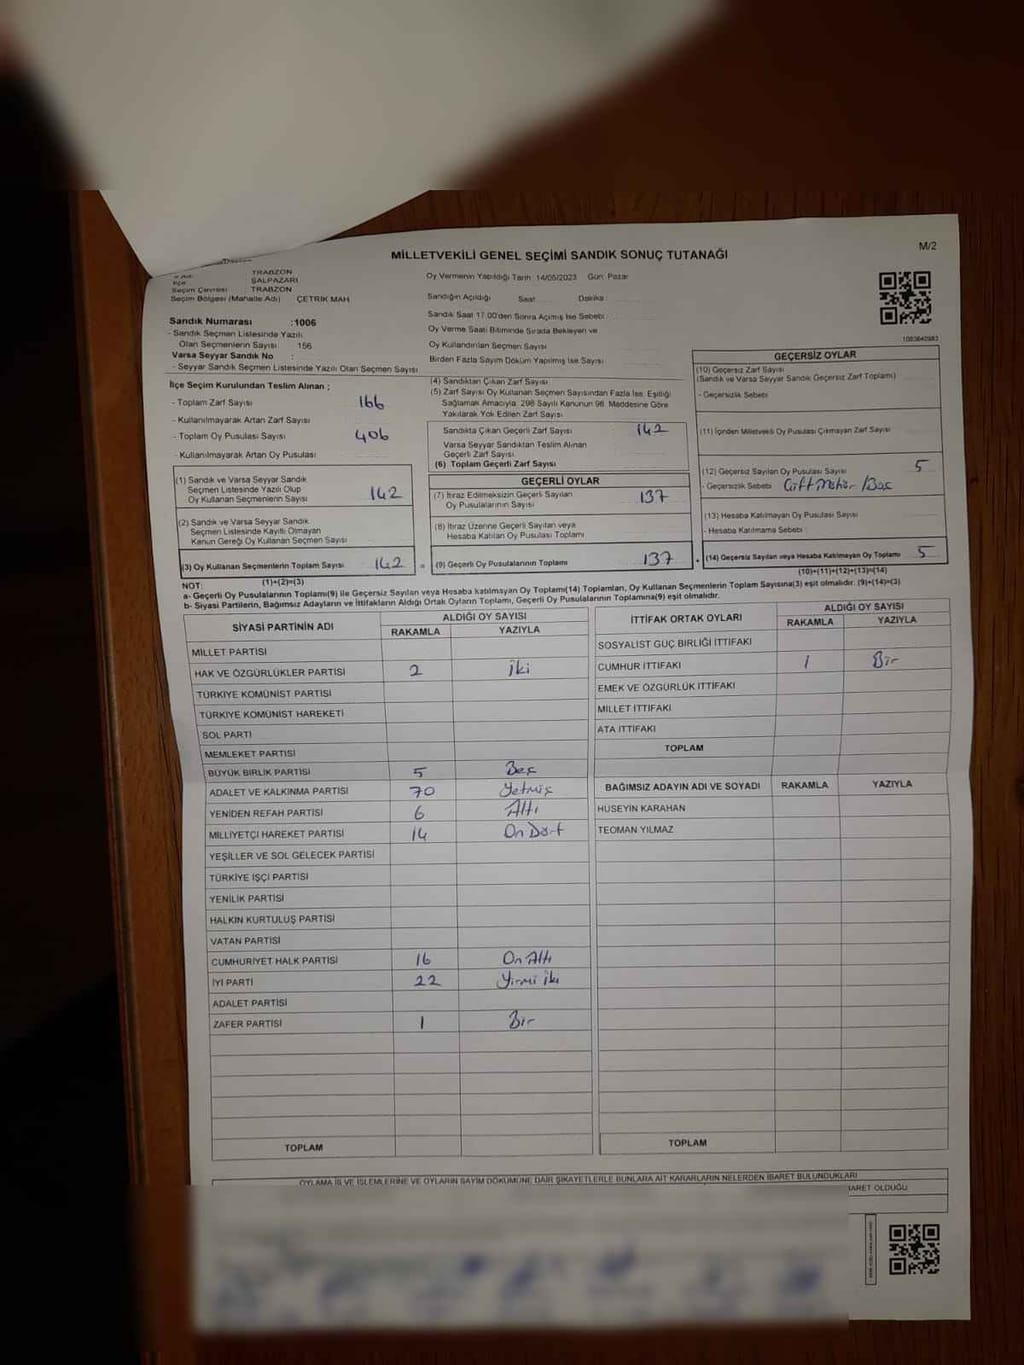 MİLLETVEKİLİ GENEL SEÇİMİ SANDIK SONUÇ TUTANAĞI
M/2
TRABZON
İlçe ŞALPAZARI
Seçim Çevresi TRABZON
Seçim Bölgesi (Mahalle Adı) ÇETRİK MAH
Sandık Numarası :1006
- Sandık Seçmen Listesinde Yazılı
Olan Seçmenlerin Sayısı 156
Varsa Seyyar Sandık No :
- Seyyar Sandık Seçmen Listesinde Yazılı Olan Seçmen Sayısı
İlçe Seçim Kurulundan Teslim Alınan ;
- Toplam Zarf Sayısı 166
- Kullanılmayarak Artan Zarf Sayısı
- Toplam Oy Pusulası Sayısı 406
- Kullanılmayarak Artan Oy Pusulası
(1) Sandık ve Varsa Seyyar Sandık
Seçmen Listesinde Yazılı Olup
Oy Kullanan Seçmenlerin Sayısı 142
(2) Sandık ve Varsa Seyyar Sandık
Seçmen Listesinde Kayıtlı Olmayan
Kanun Gereği Oy Kullanan Seçmen Sayısı
(3) Oy Kullanan Seçmenlerin Toplam Sayısı 142
(1)+(2)=(3)
Oy Vermenin Yapıldığı Tarih 14/05/2023 Gün Pazar
Sandığın Açıldığı Saat Dakika
Sandık Saat 17.00'den Sonra Açılmış İse Sebebi
Oy Verme Saati Bitiminde Sırada Bekleyen ve
Oy Kullandırılan Seçmen Sayısı
Birden Fazla Sayım Döküm Yapılmış İse Sayısı
(4) Sandıktan Çıkan Zarf Sayısı
(5) Zarf Sayısı Oy Kullanan Seçmen Sayısından Fazla İse, Eşitliği
Sağlamak Amacıyla 298 Sayılı Kanunun 98. Maddesine Göre
Yakılarak Yok Edilen Zarf Sayısı
Sandıkta Çıkan Geçerli Zarf Sayısı 142
Varsa Seyyar Sandıktan Teslim Alınan
Geçerli Zarf Sayısı
(6) Toplam Geçerli Zarf Sayısı
GEÇERLİ OYLAR
(7) İtiraz Edilmeksizin Geçerli Sayılan
Oy Pusulalarının Sayısı 137
(8) İtiraz Üzerine Geçerli Sayılan veya
Hesaba Katılan Oy Pusulası Toplamı
= (9) Geçerli Oy Pusulalarının Toplamı 137
1083642983
GEÇERSİZ OYLAR
(10) Geçersiz Zarf Sayısı
(Sandık ve Varsa Seyyar Sandık Geçersiz Zarf Toplamı)
- Geçersizlik Sebebi
(11) İçinden Milletvekili Oy Pusulası Çıkmayan Zarf Sayısı
(12) Geçersiz Sayılan Oy Pusulası Sayısı 5
- Geçersizlik Sebebi Çift Mühür/Boş
(13) Hesaba Katılmayan Oy Pusulası Sayısı
- Hesaba Katılmama Sebebi
+ (14) Geçersiz Sayılan veya Hesaba Katılmayan Oy Toplamı 5
(10)+(11)+(12)+(13)=(14)
NOT:
a- Geçerli Oy Pusulalarının Toplamı(9) ile Geçersiz Sayılan veya Hesaba katılmayan Oy Toplamı(14) Toplamları, Oy Kullanan Seçmenlerin Toplam Sayısına(3) eşit olmalıdır. (9)+(14)=(3)
b- Siyasi Partilerin, Bağımsız Adayların ve İttifakların Aldığı Ortak Oyların Toplamı, Geçerli Oy Pusulalarının Toplamına(9) eşit olmalıdır.
SİYASİ PARTİNİN ADI ALDIĞI OY SAYISI
RAKAMLA YAZIYLA
MİLLET PARTİSİ
HAK VE ÖZGÜRLÜKLER PARTİSİ 2 İki
TÜRKİYE KOMÜNİST PARTİSİ
TÜRKİYE KOMÜNİST HAREKETİ
SOL PARTİ
MEMLEKET PARTİSİ
BÜYÜK BİRLİK PARTİSİ 5 Beş
ADALET VE KALKINMA PARTİSİ 70 Yetmiş
YENİDEN REFAH PARTİSİ 6 Altı
MİLLİYETÇİ HAREKET PARTİSİ 14 On Dört
YEŞİLLER VE SOL GELECEK PARTİSİ
TÜRKİYE İŞÇİ PARTİSİ
YENİLİK PARTİSİ
HALKIN KURTULUŞ PARTİSİ
VATAN PARTİSİ
CUMHURİYET HALK PARTİSİ 16 On Altı
İYİ PARTİ 22 Yirmi İki
ADALET PARTİSİ
ZAFER PARTİSİ 1 Bir
TOPLAM
İTTİFAK ORTAK OYLARI ALDIĞI OY SAYISI
RAKAMLA YAZIYLA
SOSYALİST GÜÇ BİRLİĞİ İTTİFAKI
CUMHUR İTTİFAKI 1 Bir
EMEK VE ÖZGÜRLÜK İTTİFAKI
MİLLET İTTİFAKI
ATA İTTİFAKI
TOPLAM
BAĞIMSIZ ADAYIN ADI VE SOYADI RAKAMLA YAZIYLA
HÜSEYİN KARAHAN
TEOMAN YILMAZ
TOPLAM
OYLAMA İŞ VE İŞLEMLERİNE VE OYLARIN SAYIM DÖKÜMÜNE DAİR ŞİKAYETLERLE BUNLARA AİT KARARLARIN NELERDEN İBARET BULUNDUKLARI
İBARET OLDUĞU